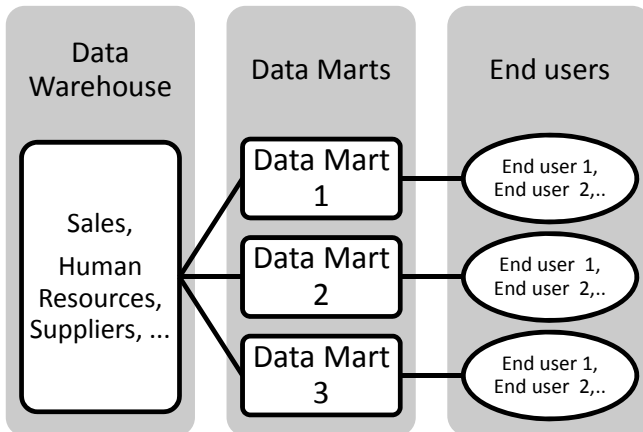 Data
Warehouse
Sales,
Human
Resources,
Suppliers, ...
Data Marts
Data Mart
1
Data Mart
2
Data Mart
3
End users
End user 1,
End user 2,..
End user 1,
End user 2,..
End user 1,
End user 2,..